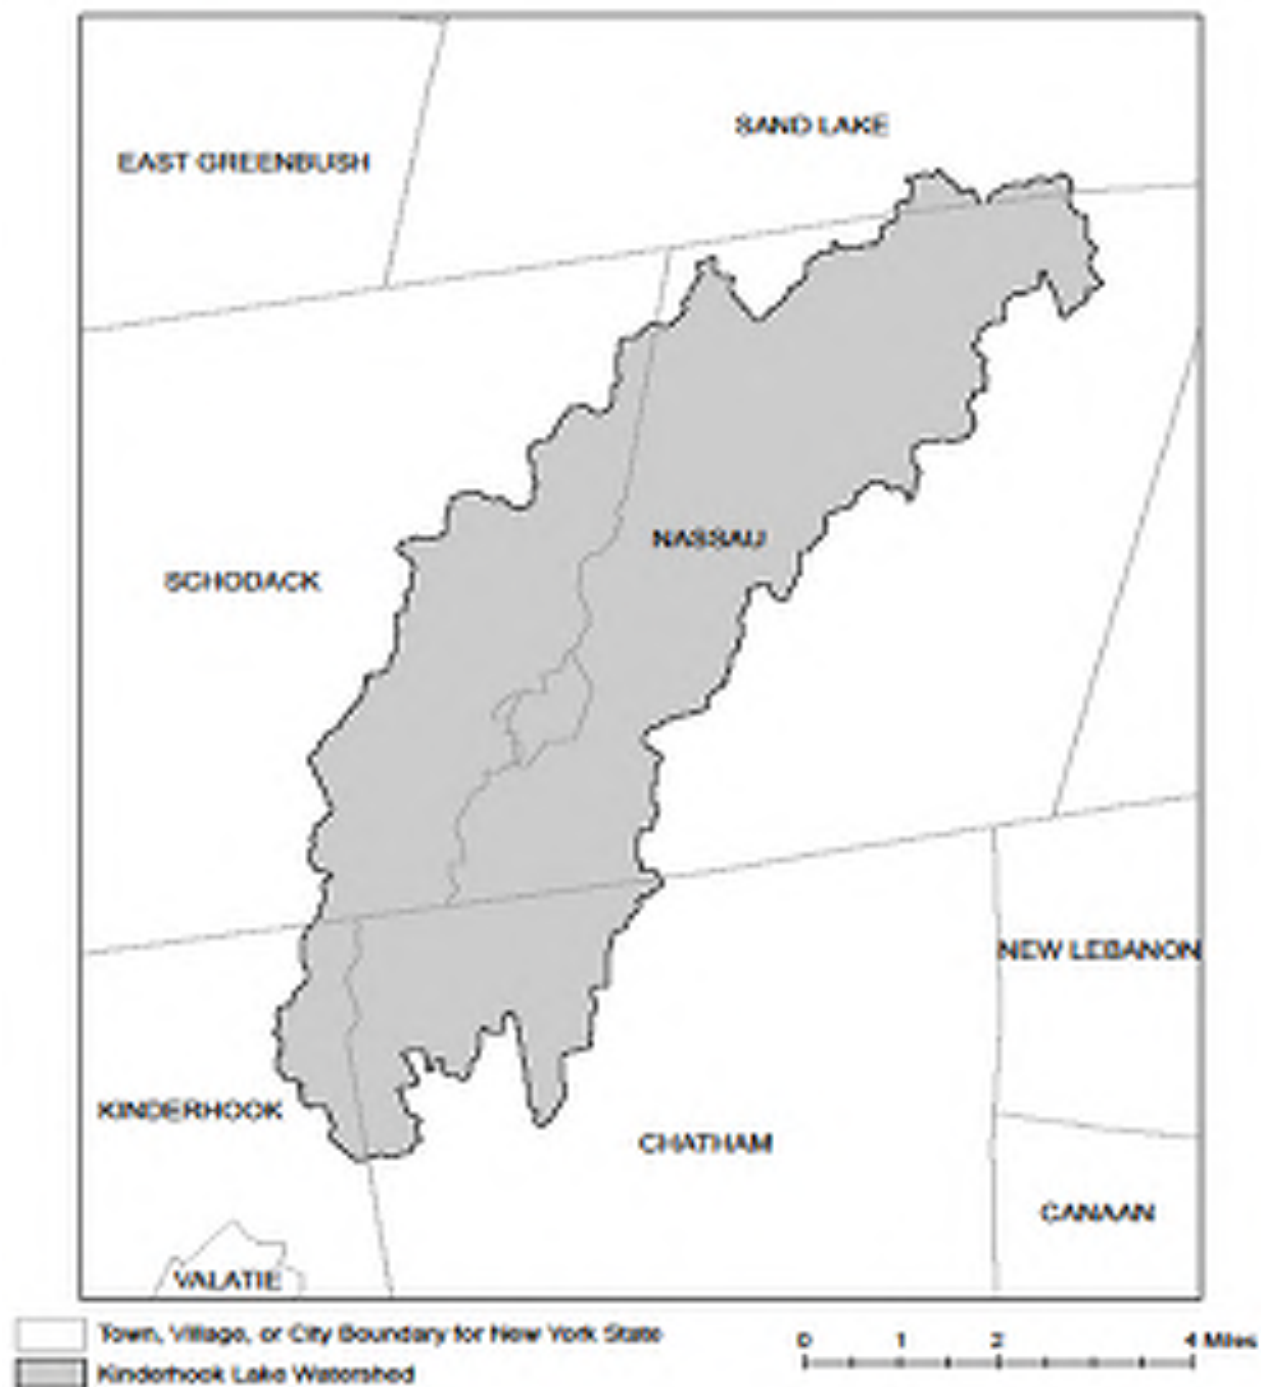 SAND LAKE
EAST GREENBUSH
NASSAU
SCHODACK
NEW LEBANON
KINDERHOOK
CHATHAM
CANAAN
VALATIE
Town, Village, or City Boundary for New York State
Kinderhook Lake Watershed
0 1 2 4 Miles